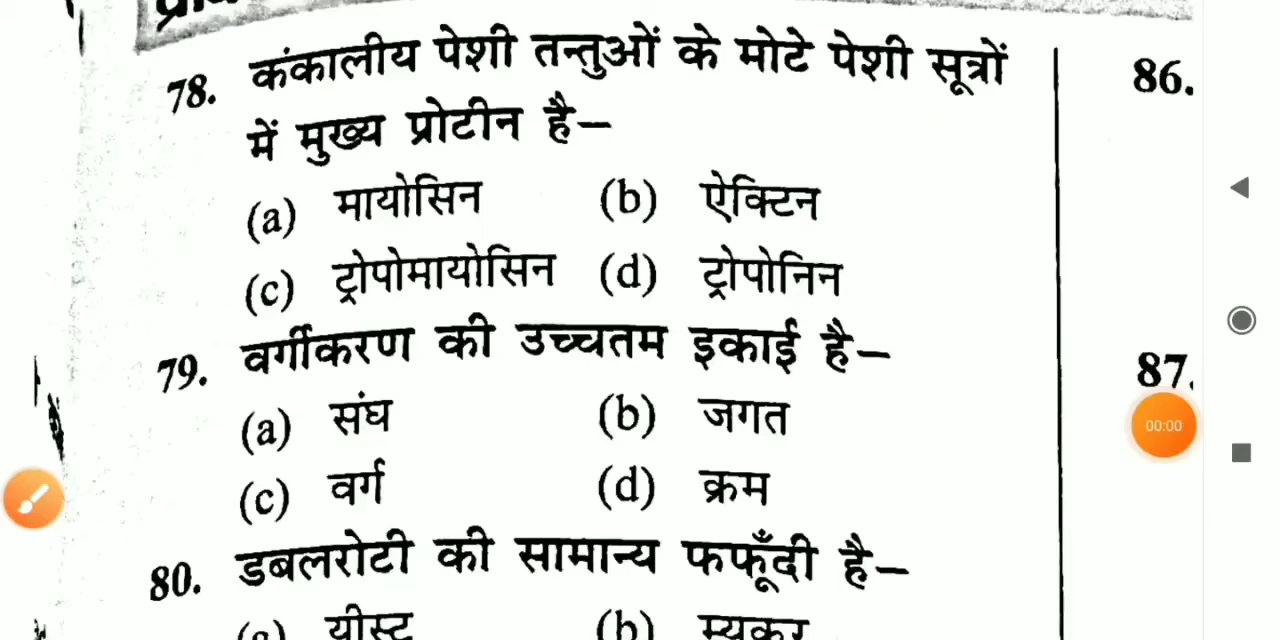 78. कंकालीय पेशी तन्तुओं के मोटे पेशी सूत्रों
में मुख्य प्रोटीन है–
(a) मायोसिन (b) ऐक्टिन
(c) ट्रोपोमायोसिन (d) ट्रोपोनिन
79. वर्गीकरण की उच्चतम इकाई है–
(a) संघ (b) जगत
(c) वर्ग (d) क्रम
80. डबलरोटी की सामान्य फफूँदी है–
(a) यीस्ट (b) म्यूकर
86.
87.
00:00